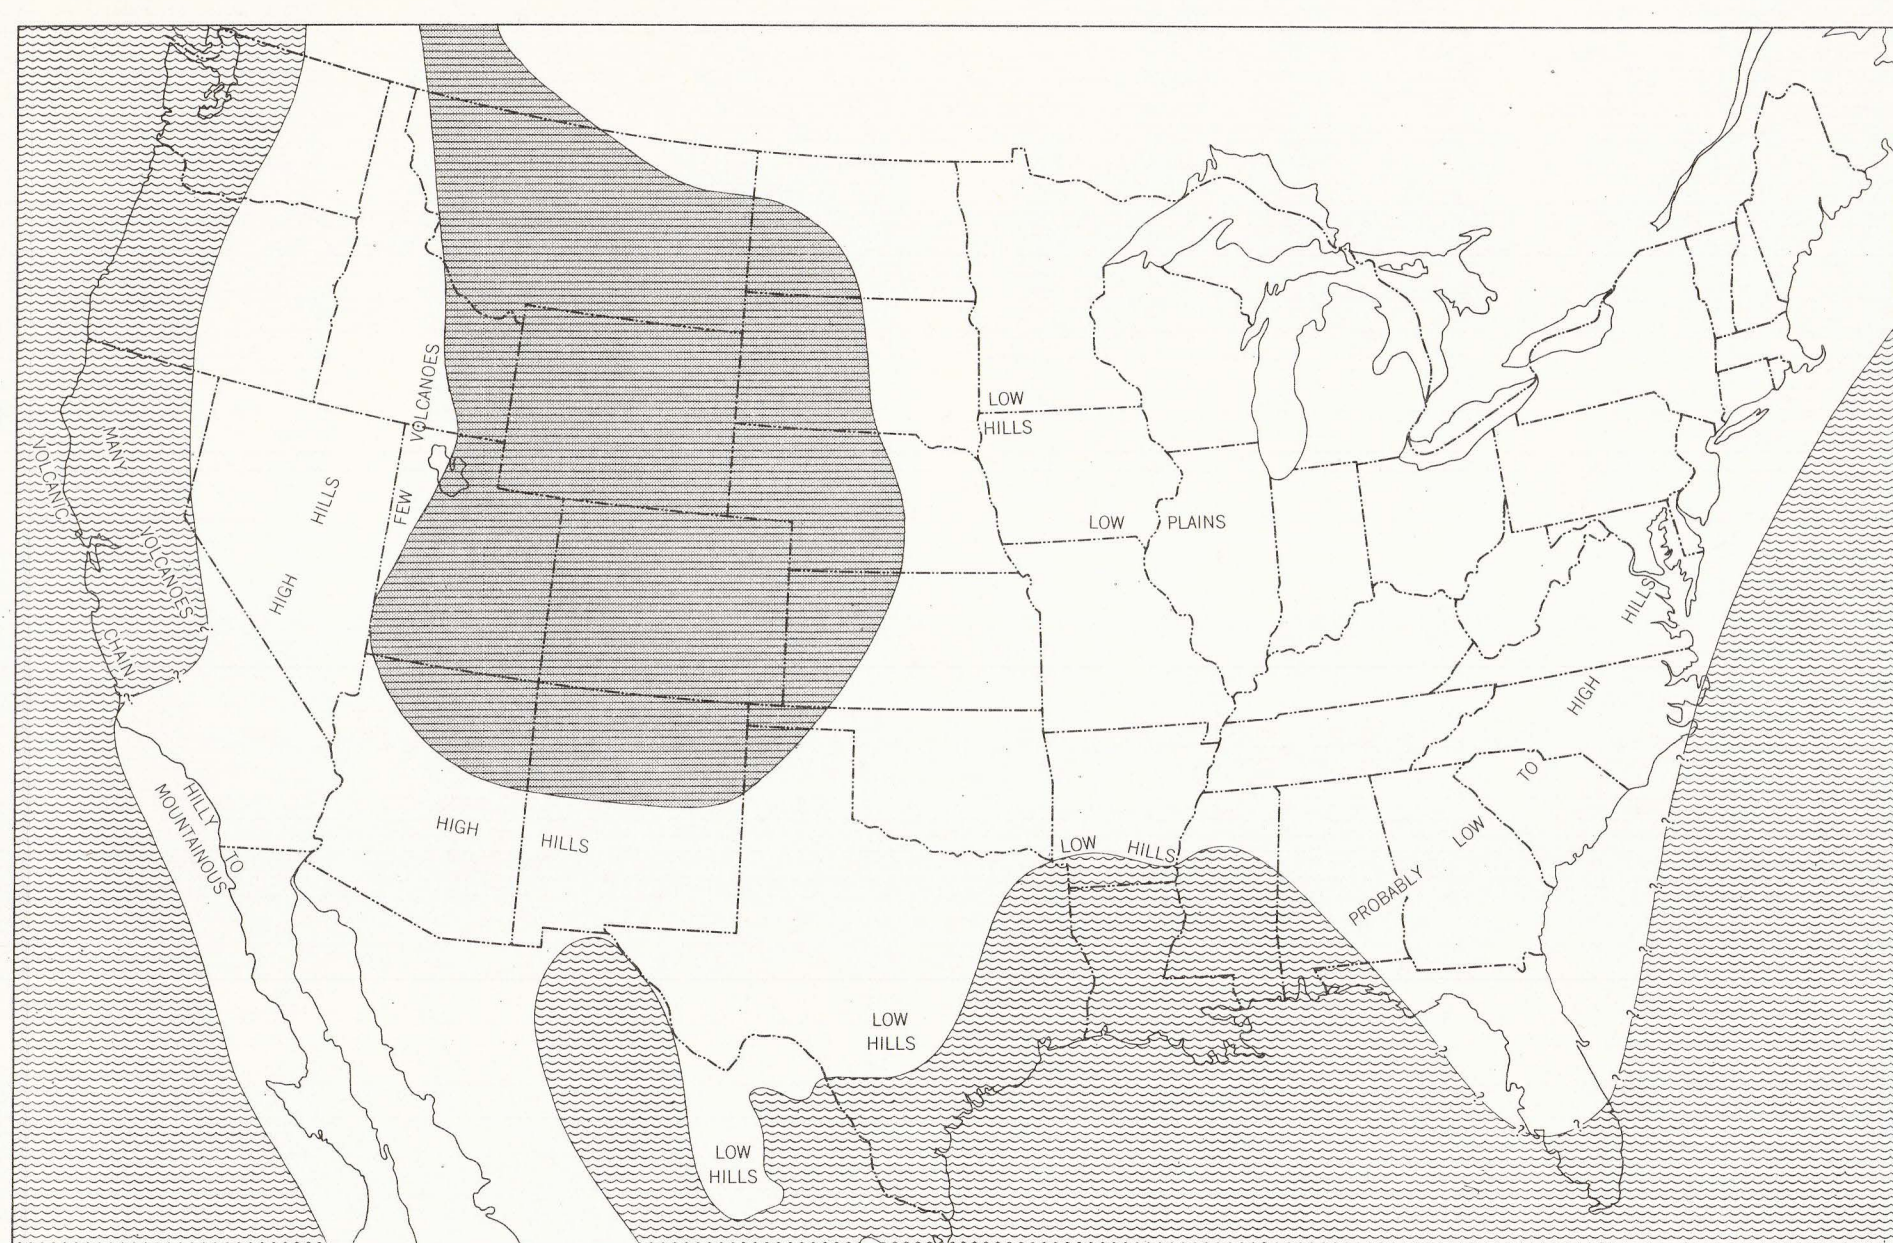 VOLCANIC
CHAIN
MANY
VOLCANOES
HIGH HILLS
FEW VOLCANOES
LOW
HILLS
LOW PLAINS
HILLY
TO
MOUNTAINOUS
HIGH HILLS
LOW HILLS
LOW
HILLS
LOW
HILLS
PROBABLY LOW TO HIGH HILLS
?
?
?
?
?
?
?
?
?
?
?
?
?
?